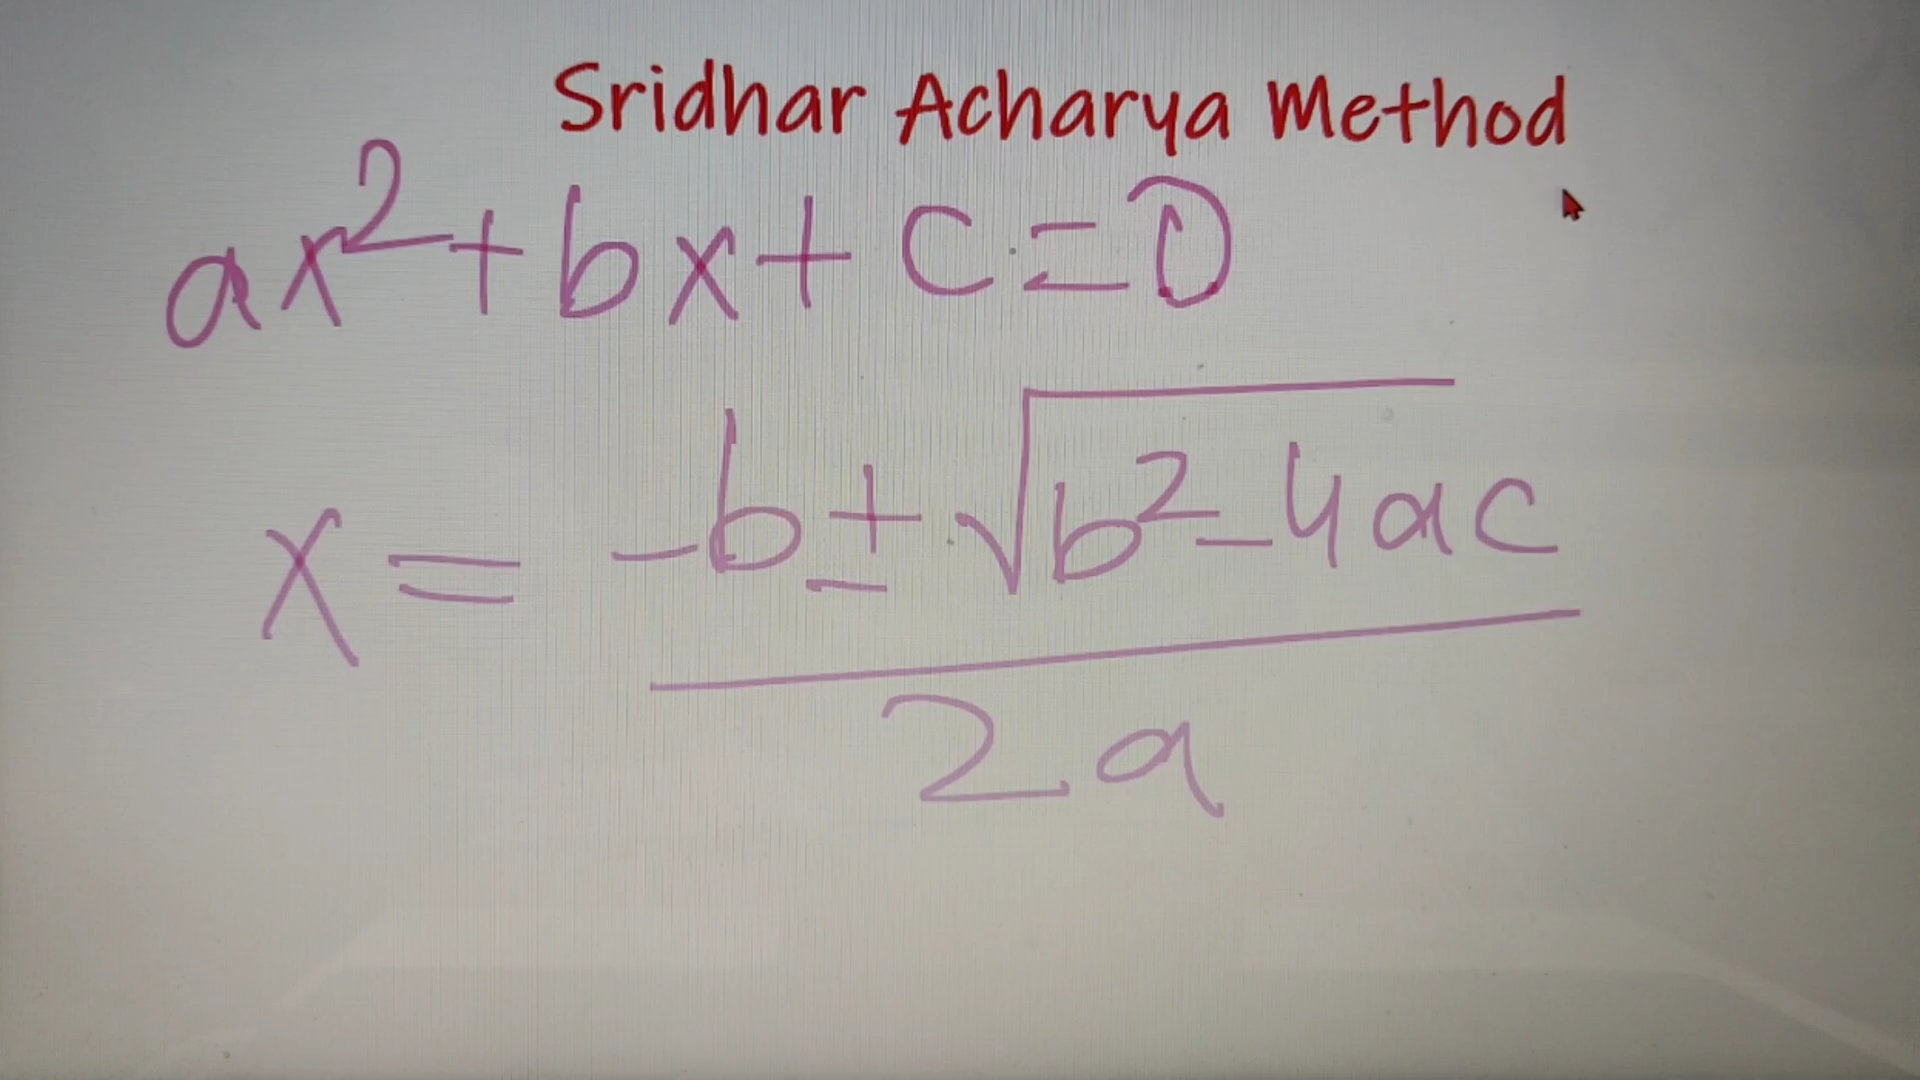 Sridhar Acharya Method
ax²+bx+c=0
x = -b ± √b²-4ac
2a